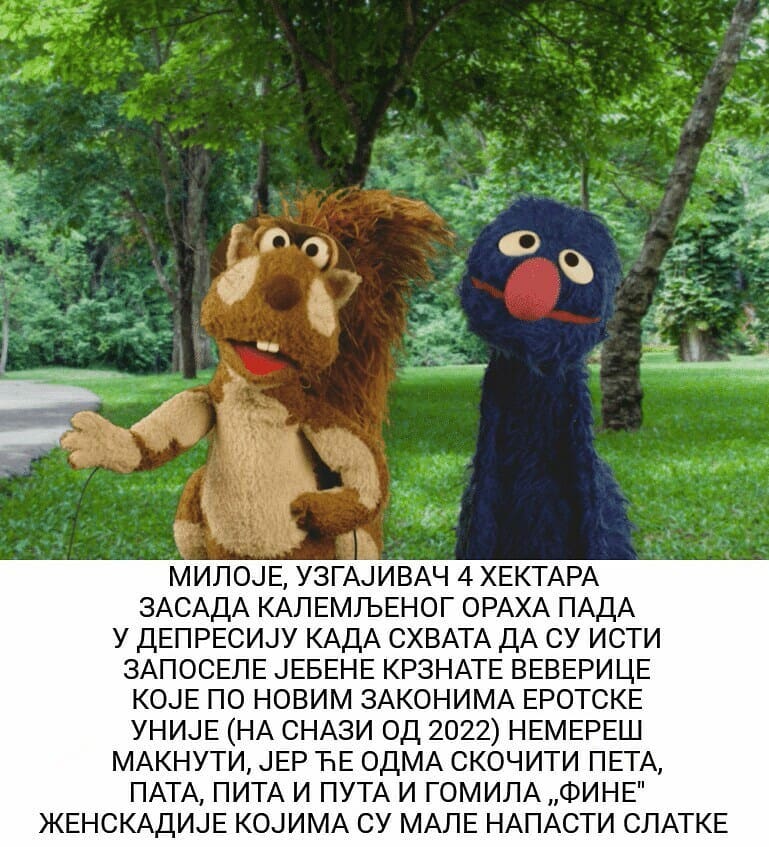 МИЛОЈЕ, УЗГАЈИВАЧ 4 ХЕКТАРА
ЗАСАДА КАЛЕМЉЕНОГ ОРАХА ПАДА
У ДЕПРЕСИЈУ КАДА СХВАТА ДА СУ ИСТИ
ЗАПОСЕЛЕ ЈЕБЕНЕ КРЗНАТЕ ВЕВЕРИЦЕ
КОЈЕ ПО НОВИМ ЗАКОНИМА ЕРОТСКЕ
УНИЈЕ (НА СНАЗИ ОД 2022) НЕМЕРЕШ
МАКНУТИ, ЈЕР ЋЕ ОДМА СКОЧИТИ ПЕТА,
ПАТА, ПИТА И ПУТА И ГОМИЛА „ФИНЕ"
ЖЕНСКАДИЈЕ КОЈИМА СУ МАЛЕ НАПАСТИ СЛАТКЕ